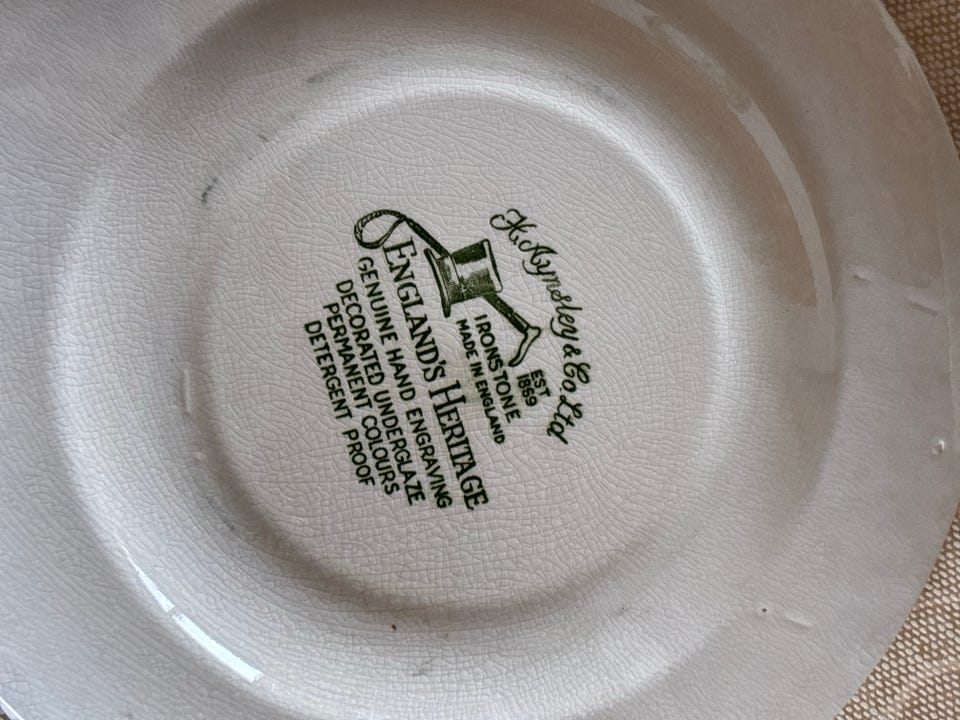 H. Aynsley & Co Ltd
EST
1869
IRONSTONE
MADE IN ENGLAND
ENGLAND'S HERITAGE
GENUINE HAND ENGRAVING
DECORATED UNDERGLAZE
PERMANENT COLOURS
DETERGENT PROOF